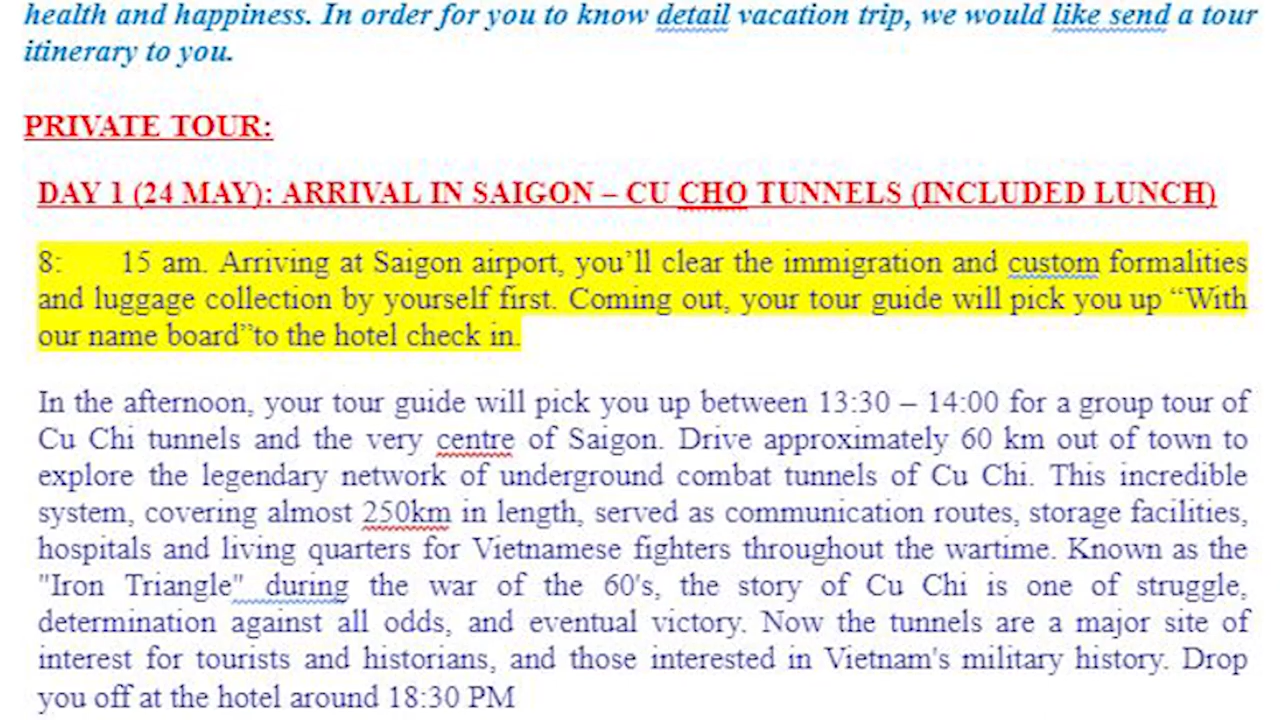 health and happiness. In order for you to know detail vacation trip, we would like send a tour
itinerary to you.
PRIVATE TOUR:
DAY 1 (24 MAY): ARRIVAL IN SAIGON – CU CHO TUNNELS (INCLUDED LUNCH)
8: 15 am. Arriving at Saigon airport, you’ll clear the immigration and custom formalities
and luggage collection by yourself first. Coming out, your tour guide will pick you up “With
our name board”to the hotel check in.
In the afternoon, your tour guide will pick you up between 13:30 – 14:00 for a group tour of
Cu Chi tunnels and the very centre of Saigon. Drive approximately 60 km out of town to
explore the legendary network of underground combat tunnels of Cu Chi. This incredible
system, covering almost 250km in length, served as communication routes, storage facilities,
hospitals and living quarters for Vietnamese fighters throughout the wartime. Known as the
"Iron Triangle" during the war of the 60's, the story of Cu Chi is one of struggle,
determination against all odds, and eventual victory. Now the tunnels are a major site of
interest for tourists and historians, and those interested in Vietnam's military history. Drop
you off at the hotel around 18:30 PM